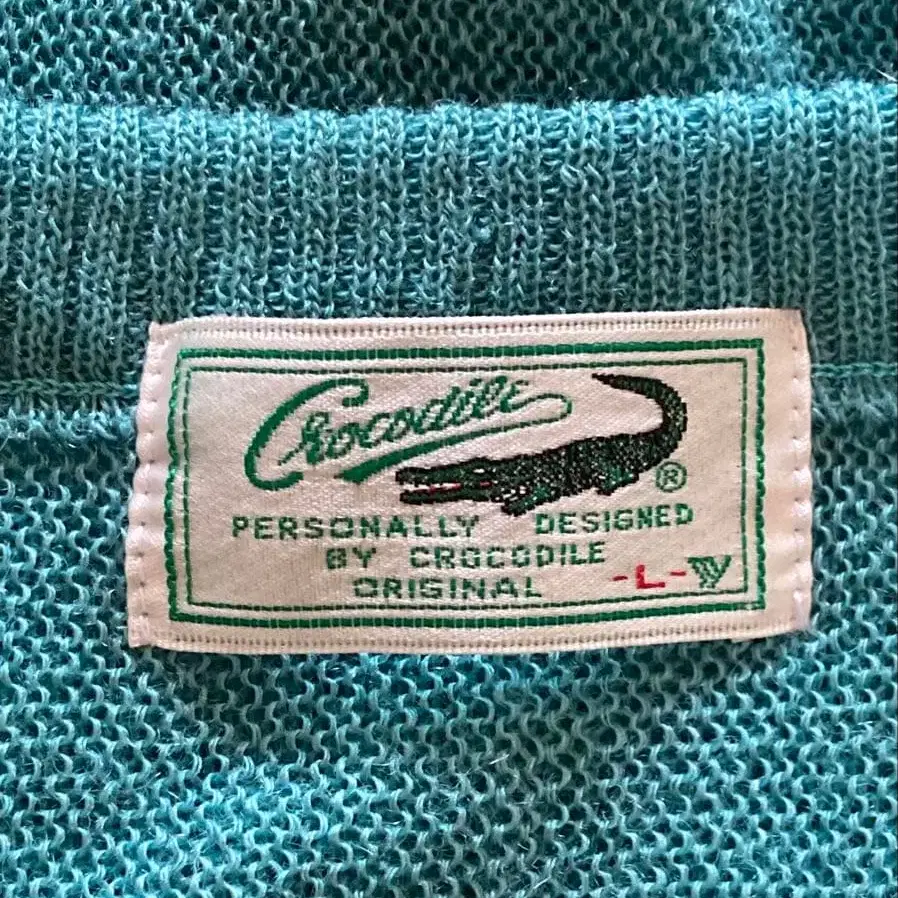 Crocodile
®
PERSONALLY DESIGNED
BY CROCODILE
ORIGINAL
-L-